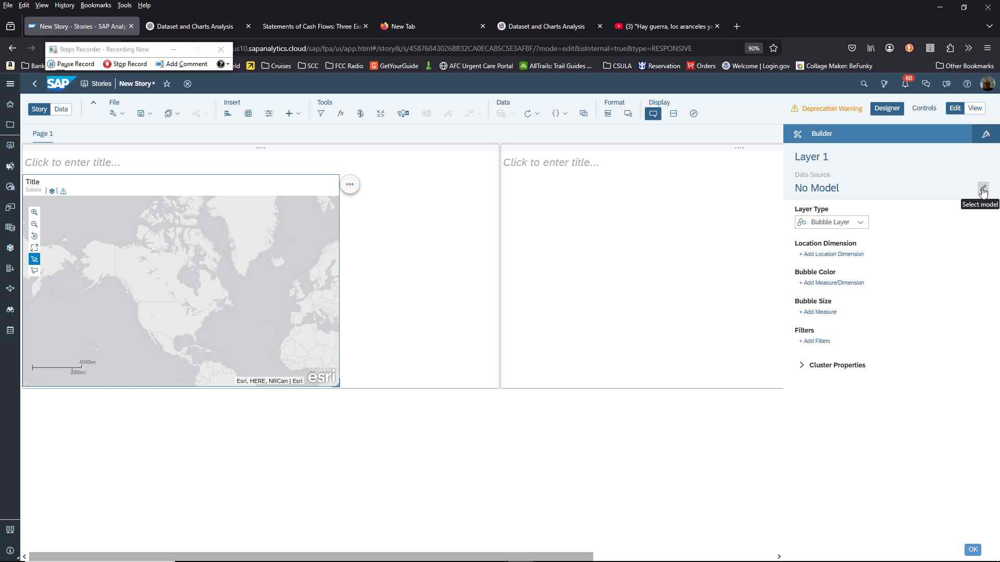 File Edit View History Bookmarks Tools Help
New Story - Stories - SAP Analy
Dataset and Charts Analysis
Statements of Cash Flows: Three Ex
New Tab
Dataset and Charts Analysis
(3) "Hay guerra, los aranceles ya
Steps Recorder - Recording Now
us10.sapanalytics.cloud/sap/fpa/ui/app.html#/story&/s/45876843026BB32CA0ECA85C5E3AFBF/?mode=edit&isInternal=true&type=RESPONSIVE
90%
Pause Record Stop Record Add Comment
Bank
eld
Cruises
SCC
FCC Radio
GetYourGuide
AFC Urgent Care Portal
AllTrails: Trail Guides ...
CSULA
Reservation
Orders
Welcome | Login.gov
Collage Maker: BeFunky
Other Bookmarks
SAP Stories New Story*
60
Story Data
File
Insert
Tools
Data
Format
Display
Deprecation Warning
Designer
Controls
Edit View
Page 1
Builder
Click to enter title...
Click to enter title...
Title
Subtitle
4000km
2000mi
Esri, HERE, NRCan | Esri
POWERED BY
esri
Layer 1
Data Source
No Model
Select model
Layer Type
Bubble Layer
Location Dimension
+ Add Location Dimension
Bubble Color
+ Add Measure/Dimension
Bubble Size
+ Add Measure
Filters
+ Add Filters
Cluster Properties
OK